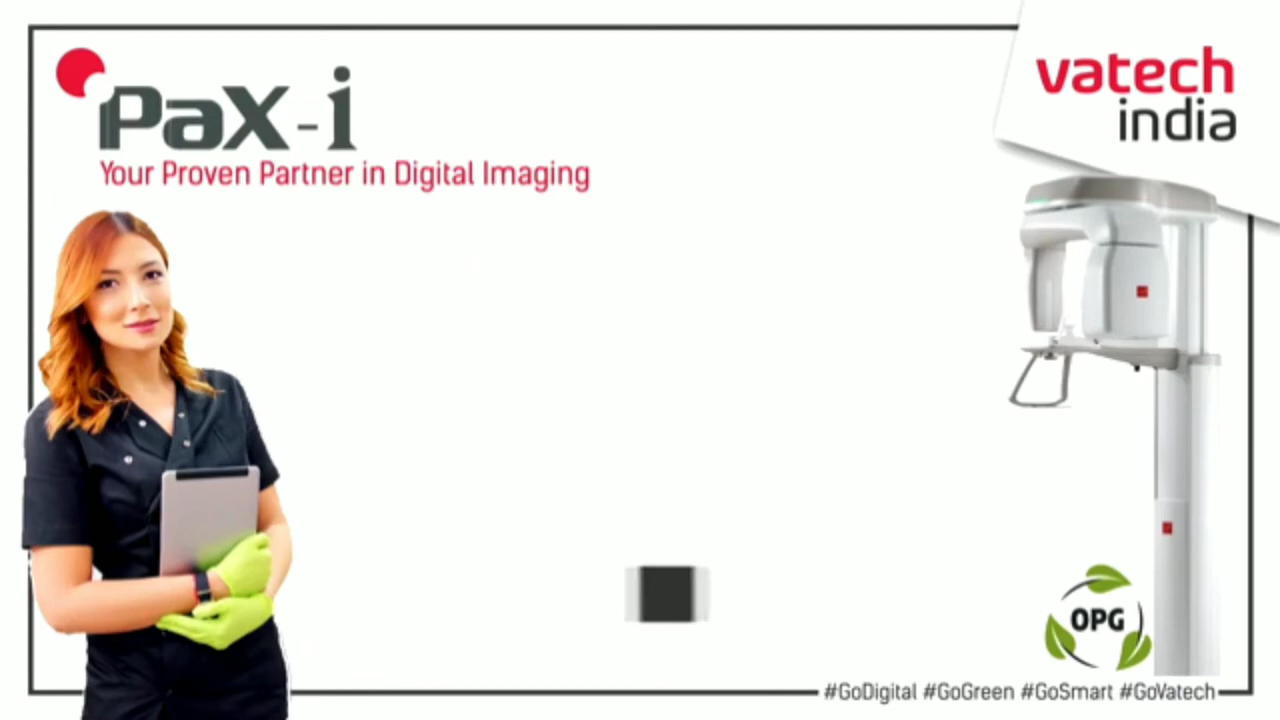 PaX-i
Your Proven Partner in Digital Imaging
vatech
india
OPG
#GoDigital #GoGreen #GoSmart #GoVatech